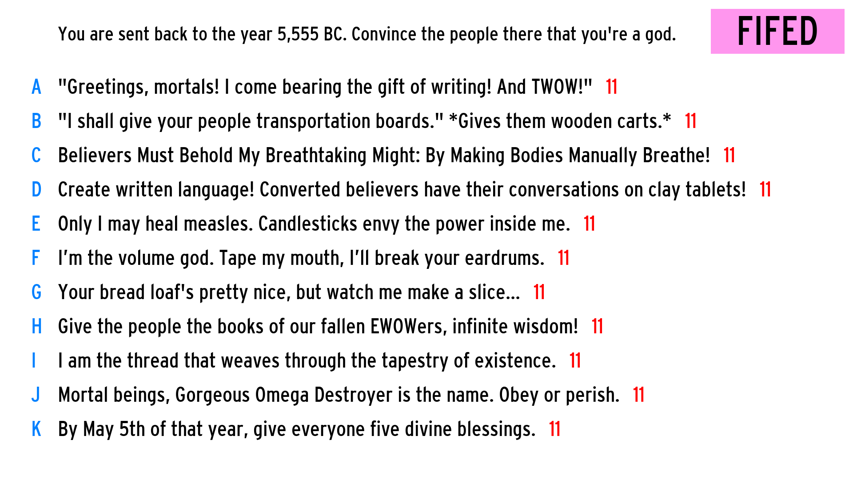 You are sent back to the year 5,555 BC. Convince the people there that you're a god.
FIFED
A "Greetings, mortals! I come bearing the gift of writing! And TWOW!" 11
B "I shall give your people transportation boards." *Gives them wooden carts.* 11
C Believers Must Behold My Breathtaking Might: By Making Bodies Manually Breathe! 11
D Create written language! Converted believers have their conversations on clay tablets! 11
E Only I may heal measles. Candlesticks envy the power inside me. 11
F I’m the volume god. Tape my mouth, I’ll break your eardrums. 11
G Your bread loaf's pretty nice, but watch me make a slice... 11
H Give the people the books of our fallen EWOWers, infinite wisdom! 11
I I am the thread that weaves through the tapestry of existence. 11
J Mortal beings, Gorgeous Omega Destroyer is the name. Obey or perish. 11
K By May 5th of that year, give everyone five divine blessings. 11